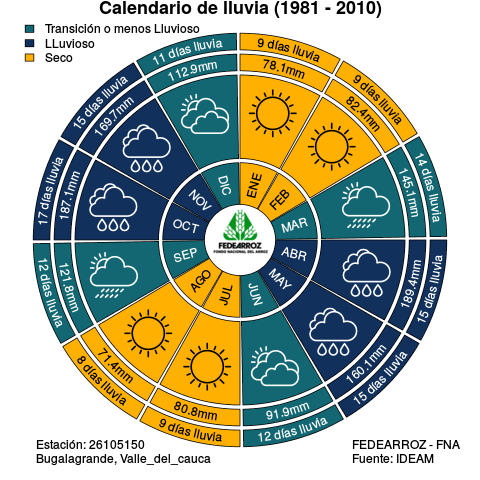 Calendario de lluvia (1981 - 2010)
Transición o menos Lluvioso
LLuvioso
Seco
9 días lluvia
78.1mm
ENE
9 días lluvia
82.4mm
FEB
14 días lluvia
145.1mm
MAR
15 días lluvia
189.4mm
ABR
15 días lluvia
160.1mm
MAY
12 días lluvia
91.9mm
JUN
9 días lluvia
80.8mm
JUL
8 días lluvia
71.4mm
AGO
12 días lluvia
121.8mm
SEP
17 días lluvia
187.1mm
OCT
15 días lluvia
169.7mm
NOV
11 días lluvia
112.9mm
DIC
FEDEARROZ
FONDO NACIONAL DEL ARROZ
Estación: 26105150
Bugalagrande, Valle_del_cauca
FEDEARROZ - FNA
Fuente: IDEAM